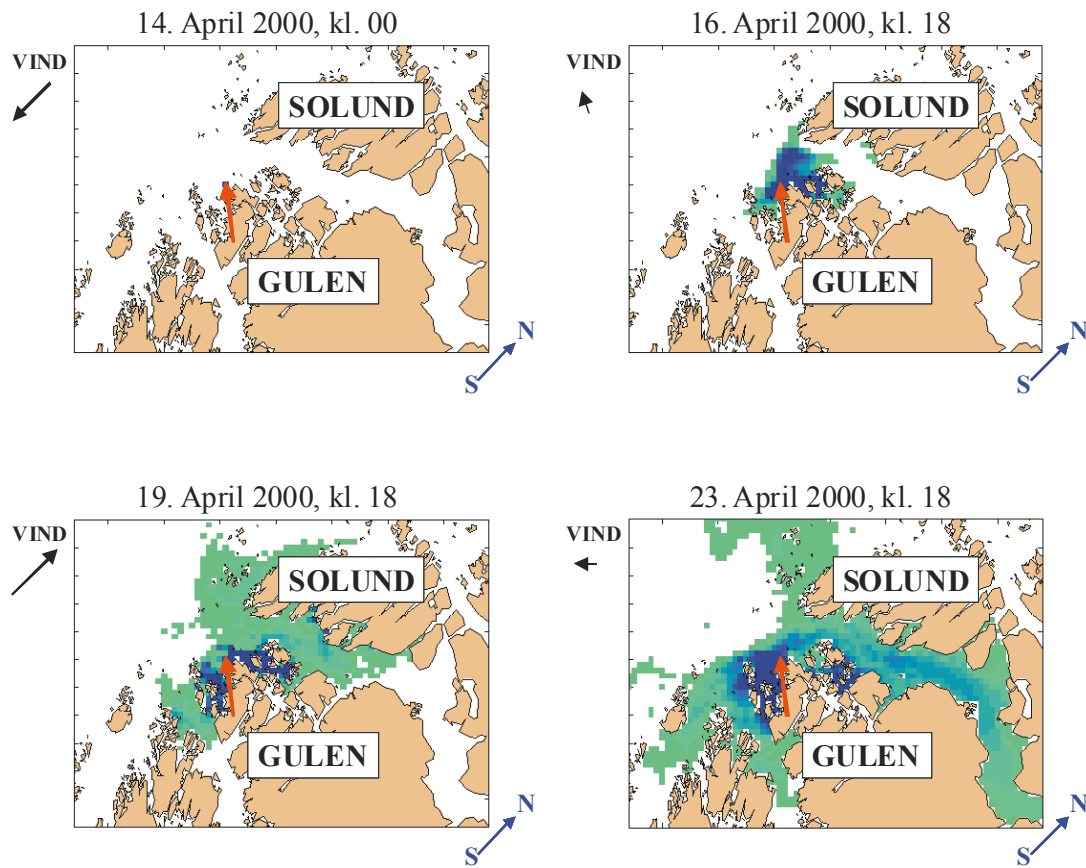 14. April 2000, kl. 00
VIND
SOLUND
GULEN
N
S
16. April 2000, kl. 18
VIND
SOLUND
GULEN
N
S
19. April 2000, kl. 18
VIND
SOLUND
GULEN
N
S
23. April 2000, kl. 18
VIND
SOLUND
GULEN
N
S